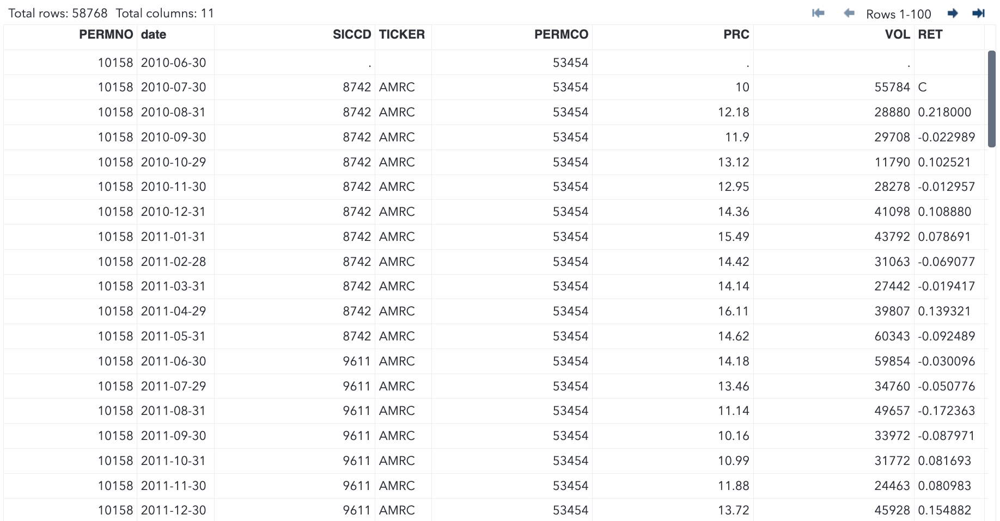 Total rows: 58768 Total columns: 11 Rows 1-100
PERMNO date SICCD TICKER PERMCO PRC VOL RET
10158 2010-06-30 . 53454 . .
10158 2010-07-30 8742 AMRC 53454 10 55784 C
10158 2010-08-31 8742 AMRC 53454 12.18 28880 0.218000
10158 2010-09-30 8742 AMRC 53454 11.9 29708 -0.022989
10158 2010-10-29 8742 AMRC 53454 13.12 11790 0.102521
10158 2010-11-30 8742 AMRC 53454 12.95 28278 -0.012957
10158 2010-12-31 8742 AMRC 53454 14.36 41098 0.108880
10158 2011-01-31 8742 AMRC 53454 15.49 43792 0.078691
10158 2011-02-28 8742 AMRC 53454 14.42 31063 -0.069077
10158 2011-03-31 8742 AMRC 53454 14.14 27442 -0.019417
10158 2011-04-29 8742 AMRC 53454 16.11 39807 0.139321
10158 2011-05-31 8742 AMRC 53454 14.62 60343 -0.092489
10158 2011-06-30 9611 AMRC 53454 14.18 59854 -0.030096
10158 2011-07-29 9611 AMRC 53454 13.46 34760 -0.050776
10158 2011-08-31 9611 AMRC 53454 11.14 49657 -0.172363
10158 2011-09-30 9611 AMRC 53454 10.16 33972 -0.087971
10158 2011-10-31 9611 AMRC 53454 10.99 31772 0.081693
10158 2011-11-30 9611 AMRC 53454 11.88 24463 0.080983
10158 2011-12-30 9611 AMRC 53454 13.72 45928 0.154882